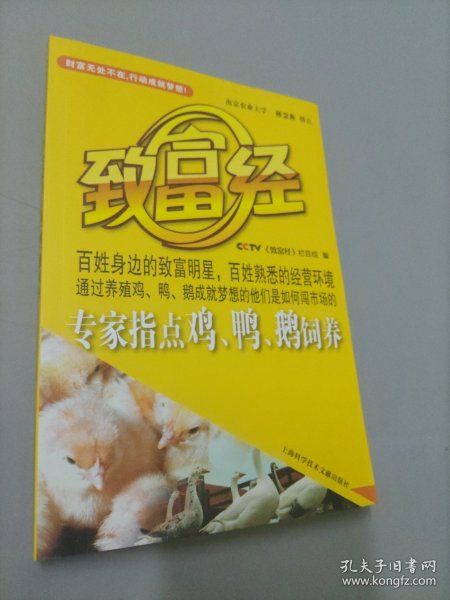 财富无处不在,行动成就梦想!
南京农业大学 指点
致富经
CCTV《致富经》栏目组 编
百姓身边的致富明星，百姓熟悉的经营环境
通过养殖鸡、鸭、鹅成就梦想的他们是如何闯市场的
专家指点鸡、鸭、鹅饲养
上海科学技术文献出版社
孔夫子旧书网
www.kongfz.com